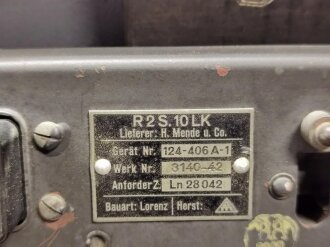 R2S.10LK
Lieferer: H. Mende u. Co.
Gerät Nr. 124-406 A-1
Werk Nr. 3140-42
Anforder Z. Ln 28042
Bauart: Lorenz Herst: